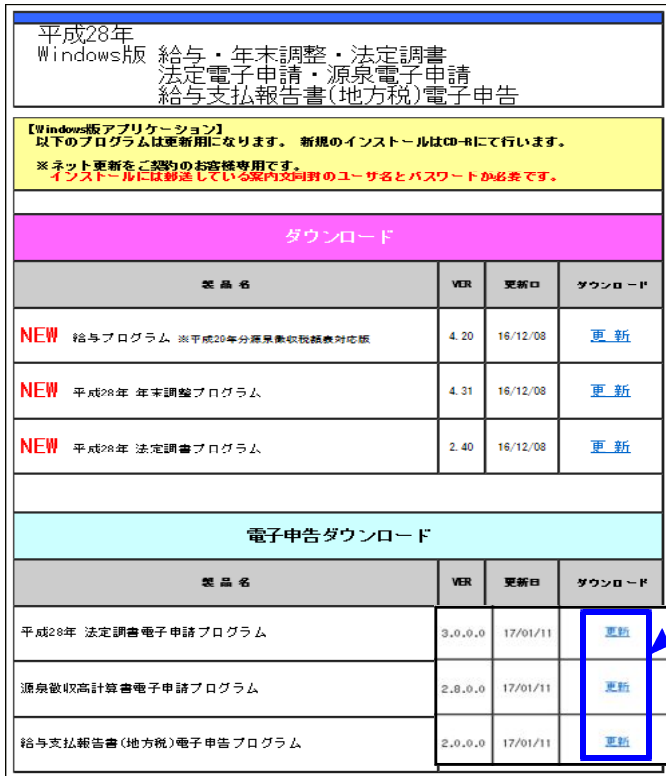 平成28年
Windows版 給与・年末調整・法定調書
法定電子申請・源泉電子申請
給与支払報告書(地方税)電子申告
【Windows版アプリケーション】
以下のプログラムは更新用になります。 新規のインストールはCD-Rにて行います。
※ネット更新をご契約のお客様専用です。
インストールには郵送している案内文同封のユーザ名とパスワードが必要です。
ダウンロード
製品名 VER 更新日 ダウンロード
NEW 給与プログラム ※平成29年分源泉徴収税額表対応版 4.20 16/12/08 更新
NEW 平成28年 年末調整プログラム 4.31 16/12/08 更新
NEW 平成28年 法定調書プログラム 2.40 16/12/08 更新
電子申告ダウンロード
製品名 VER 更新日 ダウンロード
平成28年 法定調書電子申請プログラム 3.0.0.0 17/01/11 更新
源泉徴収高計算書電子申請プログラム 2.8.0.0 17/01/11 更新
給与支払報告書(地方税)電子申告プログラム 2.0.0.0 17/01/11 更新